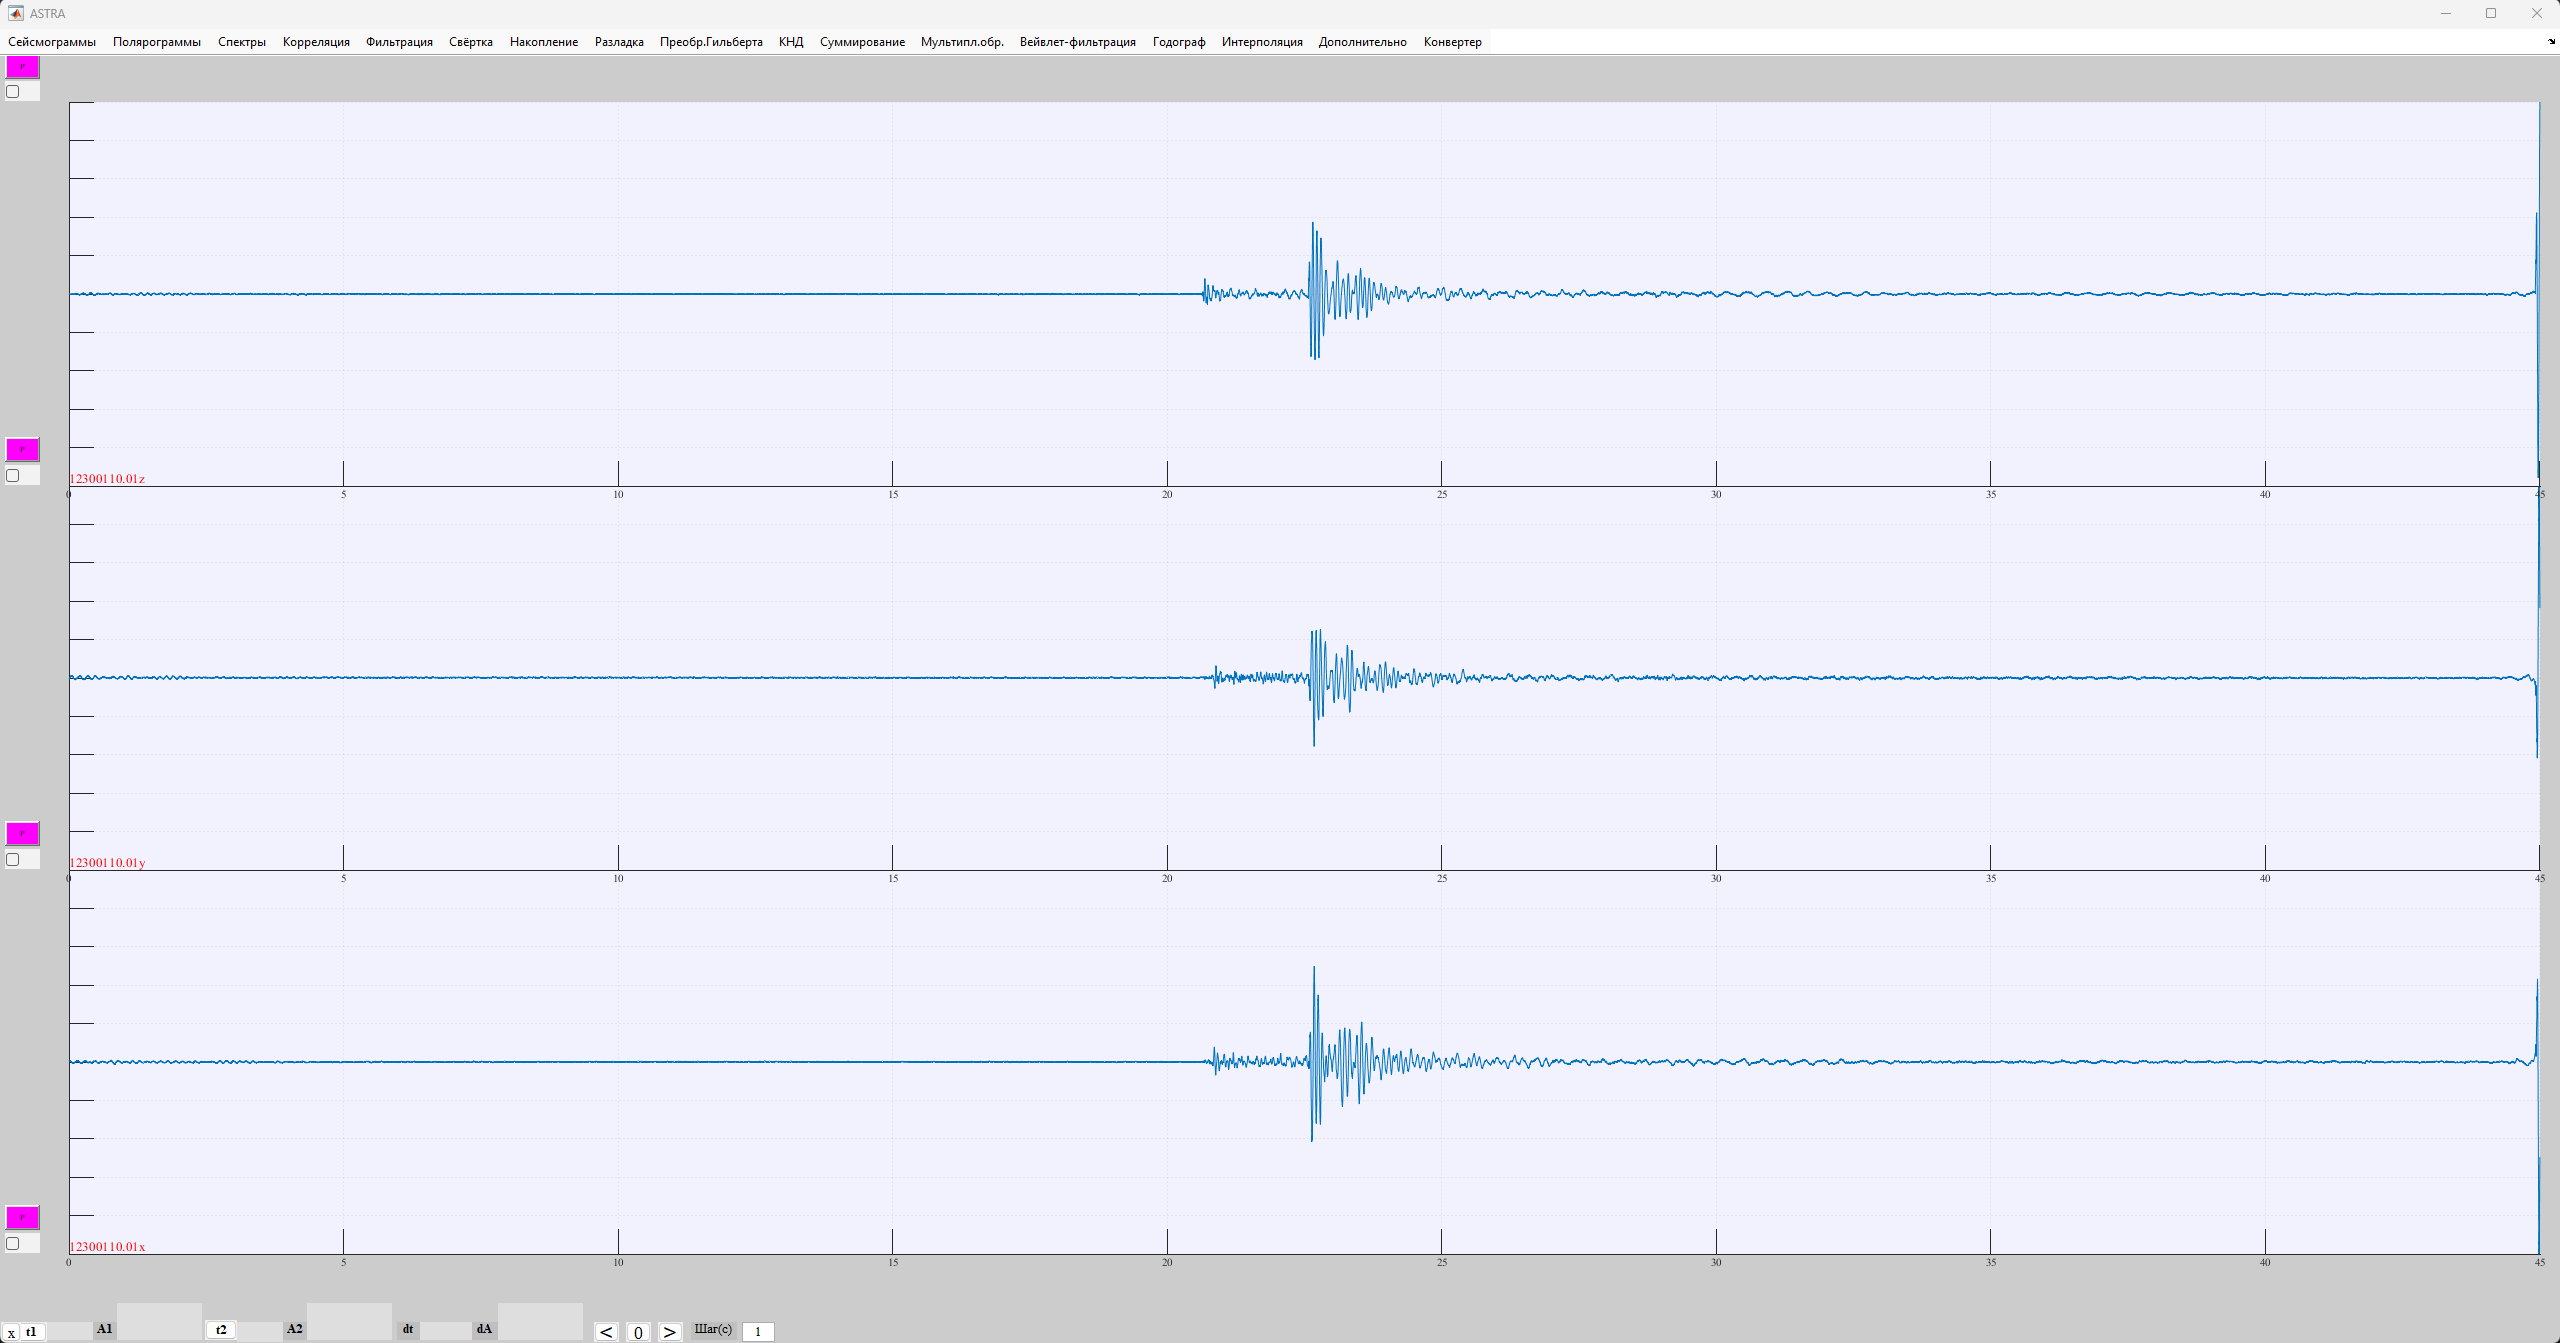 ASTRA
Сейсмограммы Полярограммы Спектры Корреляция Фильтрация Свёртка Накопление Разладка Преобр.Гильберта КНД Суммирование Мультипл.обр. Вейвлет-фильтрация Годограф Интерполяция Дополнительно Конвертер
P
P
12300110.01z
0 5 10 15 20 25 30 35 40 45
P
12300110.01y
0 5 10 15 20 25 30 35 40 45
P
12300110.01x
0 5 10 15 20 25 30 35 40 45
x t1 A1 t2 A2 dt dA < 0 > Шаг(с) 1